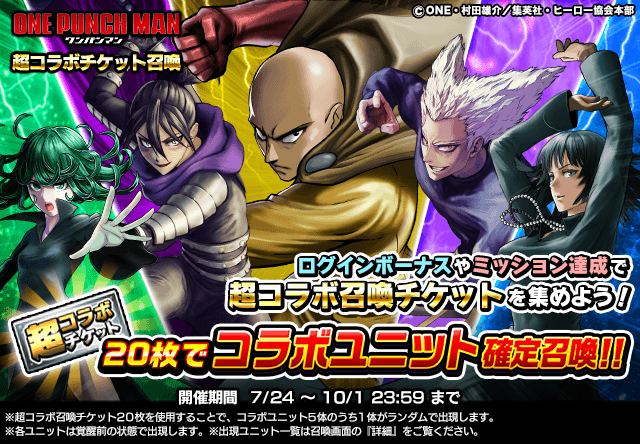 ©ONE・村田雄介／集英社・ヒーロー協会本部
ONE PUNCH MAN
ワンパンマン
超コラボチケット召喚
ログインボーナスやミッション達成で
超コラボ召喚チケットを集めよう！
超コラボ
チケット
20枚でコラボユニット確定召喚!!
開催期間 7/24 ～ 10/1 23:59 まで
※超コラボ召喚チケット20枚を使用することで、コラボユニット5体のうち1体がランダムで出現します。
※各ユニットは覚醒前の状態で出現します。※出現ユニット一覧は召喚画面の『詳細』をご覧ください。